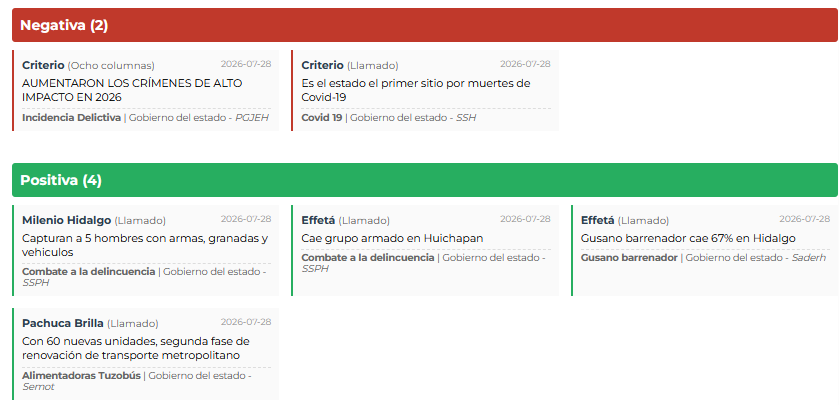 Negativa (2)
Criterio (Ocho columnas) 2026-07-28
AUMENTARON LOS CRÍMENES DE ALTO
IMPACTO EN 2026
Incidencia Delictiva | Gobierno del estado - PGJEH
Criterio (Llamado) 2026-07-28
Es el estado el primer sitio por muertes de
Covid-19
Covid 19 | Gobierno del estado - SSH
Positiva (4)
Milenio Hidalgo (Llamado) 2026-07-28
Capturan a 5 hombres con armas, granadas y
vehículos
Combate a la delincuencia | Gobierno del estado -
SSPH
Effetá (Llamado) 2026-07-28
Cae grupo armado en Huichapan
Combate a la delincuencia | Gobierno del estado -
SSPH
Effetá (Llamado) 2026-07-28
Gusano barrenador cae 67% en Hidalgo
Gusano barrenador | Gobierno del estado - Saderh
Pachuca Brilla (Llamado) 2026-07-28
Con 60 nuevas unidades, segunda fase de
renovación de transporte metropolitano
Alimentadoras Tuzobús | Gobierno del estado -
Semot